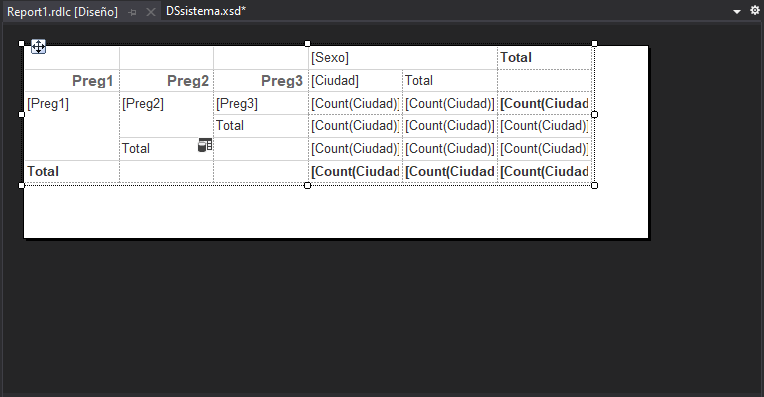 Report1.rdlc [Diseño] DSsistema.xsd*
[Sexo] Total
Preg1 Preg2 Preg3 [Ciudad] Total
[Preg1] [Preg2] [Preg3] [Count(Ciudad)] [Count(Ciudad)] [Count(Ciudad
Total [Count(Ciudad)] [Count(Ciudad)] [Count(Ciudad
Total [Count(Ciudad)] [Count(Ciudad)] [Count(Ciudad
Total [Count(Ciudad [Count(Ciudad [Count(Ciudad